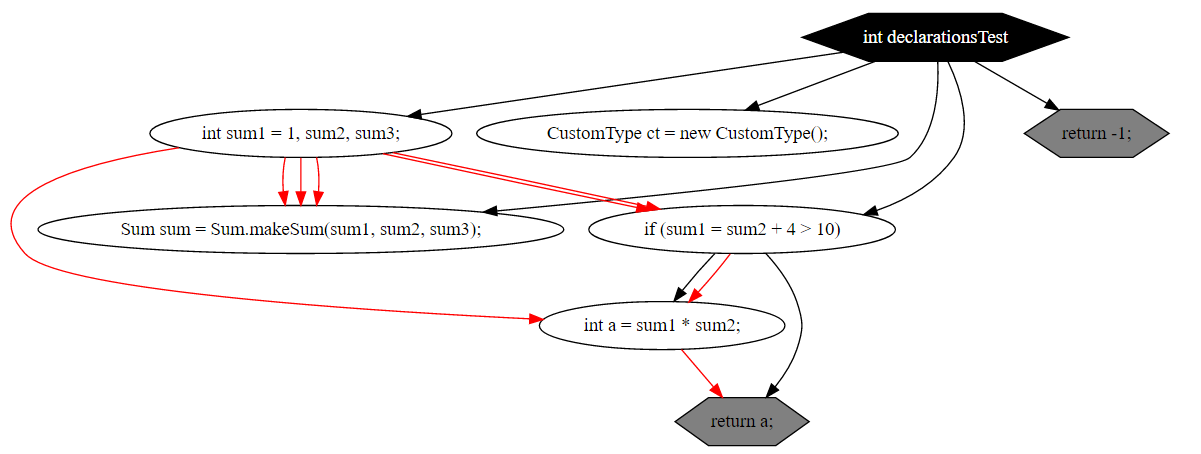 int declarationsTest
int sum1 = 1, sum2, sum3;
CustomType ct = new CustomType();
return -1;
Sum sum = Sum.makeSum(sum1, sum2, sum3);
if (sum1 = sum2 + 4 > 10)
int a = sum1 * sum2;
return a;